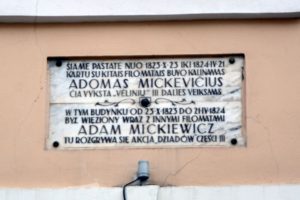 ŠIAME PASTATE NUO 1823 X 23 IKI 1824 IV 21
KARTU SU KITAIS FILOMATAIS BUVO KALINAMAS
ADOMAS MICKEVIČIUS
ČIA VYKSTA „VĖLINIŲ" III DALIES VEIKSMAS
W TYM BUDYNKU OD 23 X 1823 DO 21 IV 1824
BYŁ WIĘZIONY WRAZ Z INNYMI FILOMATAMI
ADAM MICKIEWICZ
TU ROZGRYWA SIĘ AKCJA DZIADÓW CZĘŚCI III